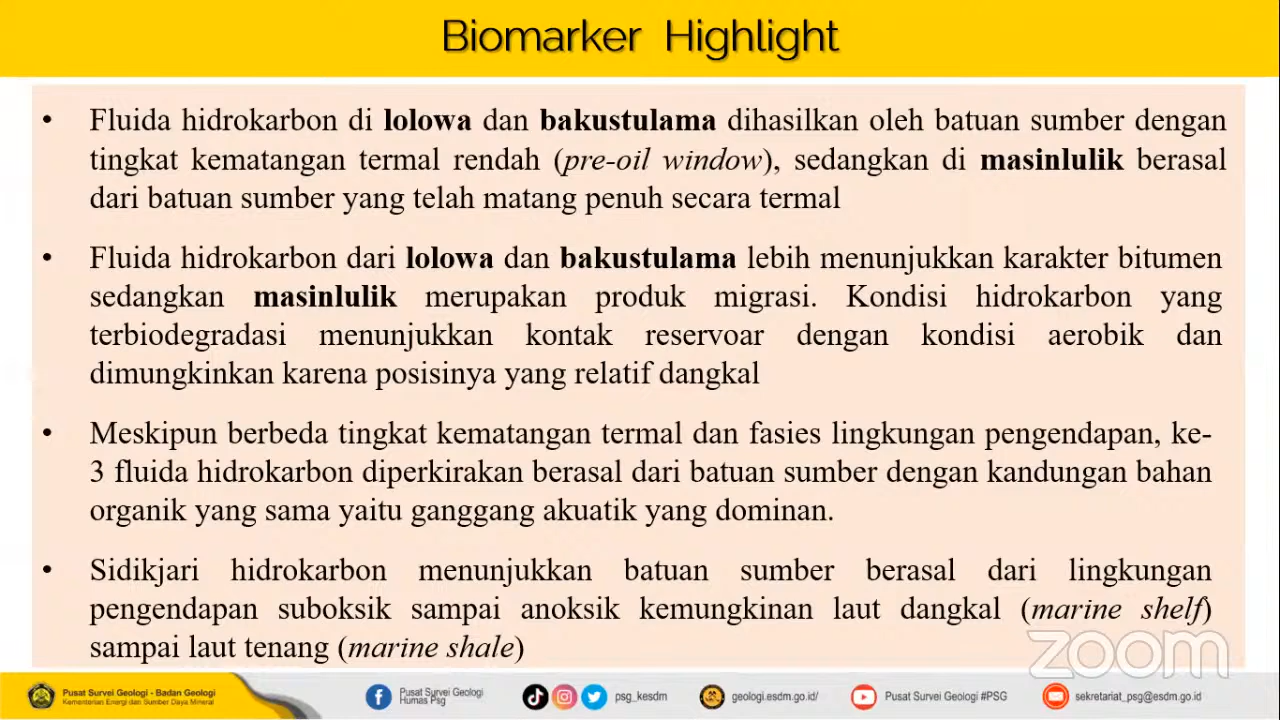 Biomarker Highlight
• Fluida hidrokarbon di lolowa dan bakustulama dihasilkan oleh batuan sumber dengan
tingkat kematangan termal rendah (pre-oil window), sedangkan di masinlulik berasal
dari batuan sumber yang telah matang penuh secara termal
• Fluida hidrokarbon dari lolowa dan bakustulama lebih menunjukkan karakter bitumen
sedangkan masinlulik merupakan produk migrasi. Kondisi hidrokarbon yang
terbiodegradasi menunjukkan kontak reservoar dengan kondisi aerobik dan
dimungkinkan karena posisinya yang relatif dangkal
• Meskipun berbeda tingkat kematangan termal dan fasies lingkungan pengendapan, ke-
3 fluida hidrokarbon diperkirakan berasal dari batuan sumber dengan kandungan bahan
organik yang sama yaitu ganggang akuatik yang dominan.
• Sidikjari hidrokarbon menunjukkan batuan sumber berasal dari lingkungan
pengendapan suboksik sampai anoksik kemungkinan laut dangkal (marine shelf)
sampai laut tenang (marine shale)
zoom
Pusat Survei Geologi - Badan Geologi
Kementerian Energi dan Sumber Daya Mineral
Pusat Survei Geologi
Humas Psg
psg_kesdm
geologi.esdm.go.id/
Pusat Survei Geologi #PSG
sekretariat_psg@esdm.go.id